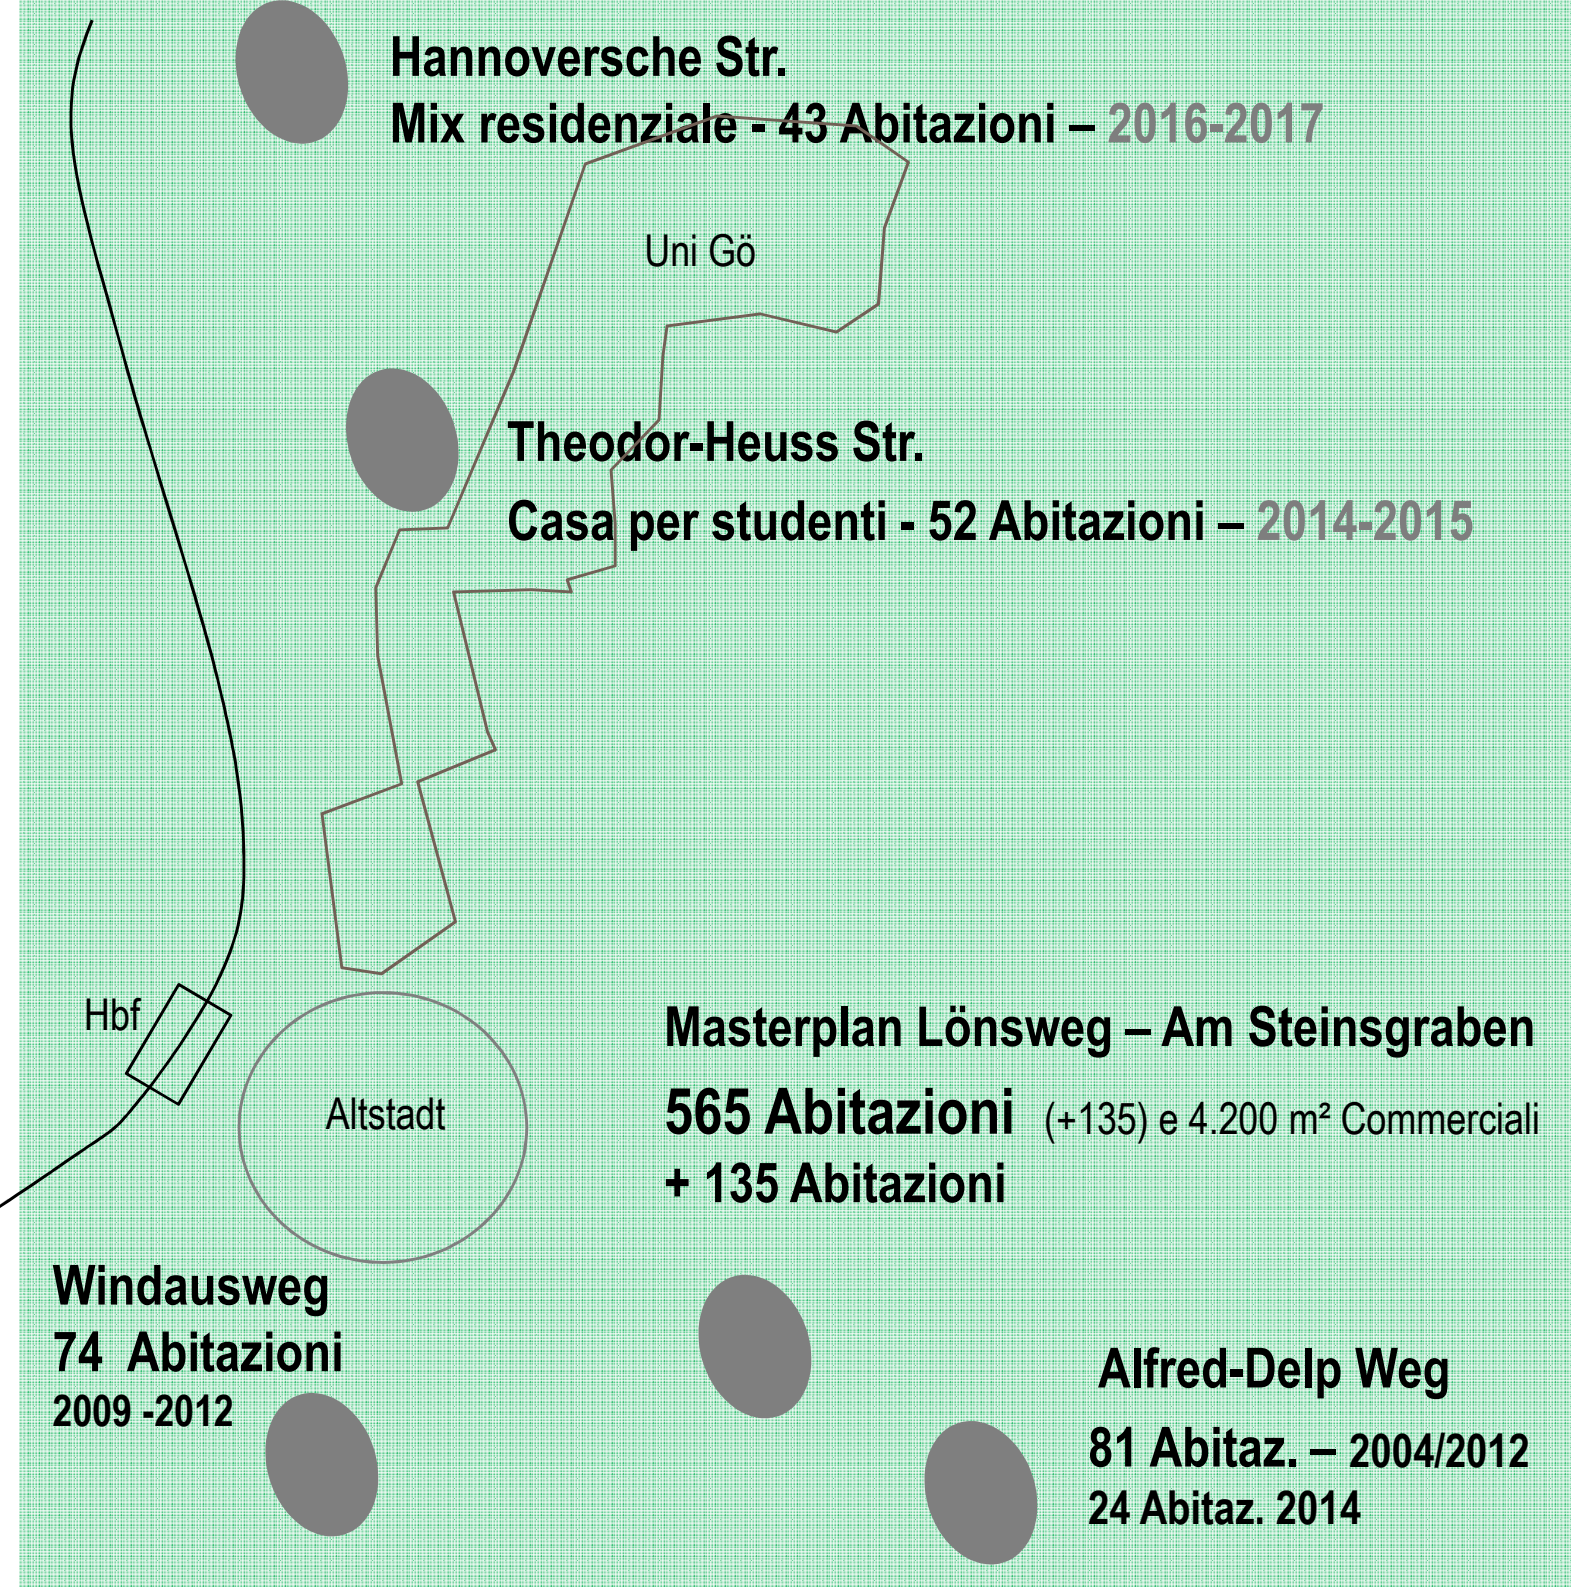 Hannoversche Str.
Mix residenziale - 43 Abitazioni – 2016-2017
Uni Gö
Theodor-Heuss Str.
Casa per studenti - 52 Abitazioni – 2014-2015
Hbf
Altstadt
Masterplan Lönsweg – Am Steinsgraben
565 Abitazioni (+135) e 4.200 m² Commerciali
+ 135 Abitazioni
Windausweg
74 Abitazioni
2009 -2012
Alfred-Delp Weg
81 Abitaz. – 2004/2012
24 Abitaz. 2014